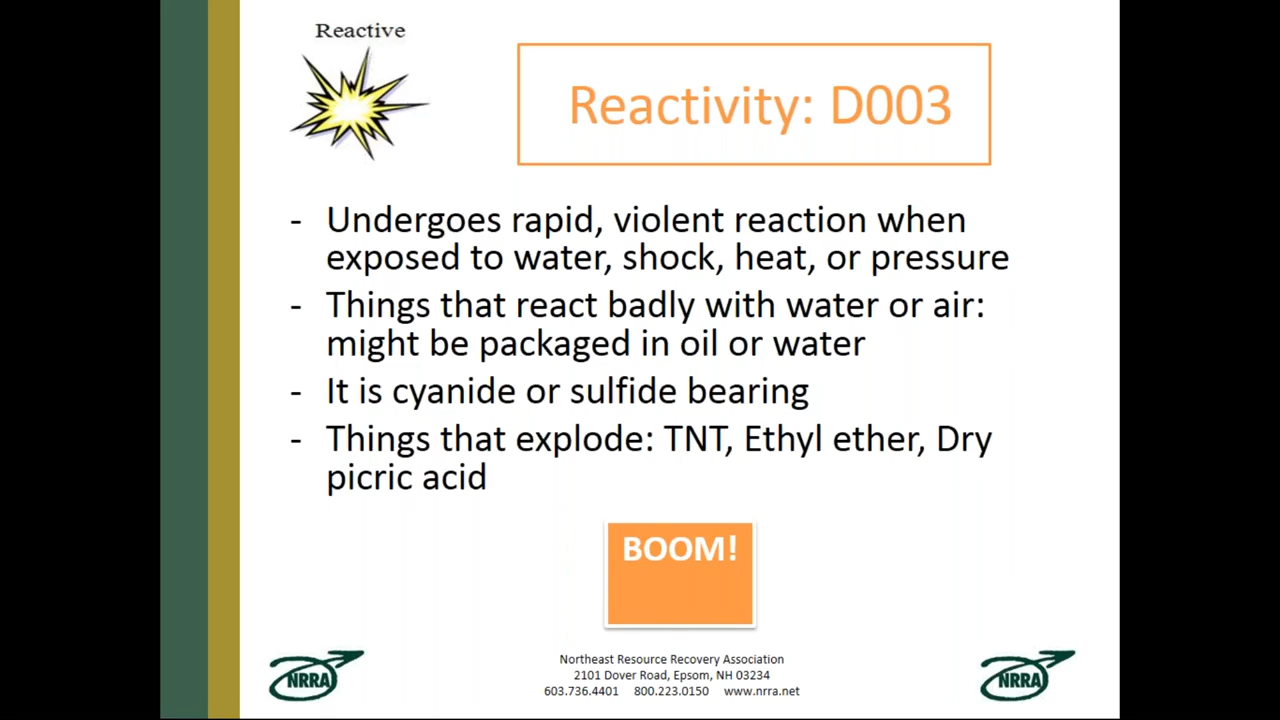 Reactive
Reactivity: D003
- Undergoes rapid, violent reaction when
exposed to water, shock, heat, or pressure
- Things that react badly with water or air:
might be packaged in oil or water
- It is cyanide or sulfide bearing
- Things that explode: TNT, Ethyl ether, Dry
picric acid
BOOM!
NRRA
Northeast Resource Recovery Association
2101 Dover Road, Epsom, NH 03234
603.736.4401 800.223.0150 www.nrra.net
NRRA